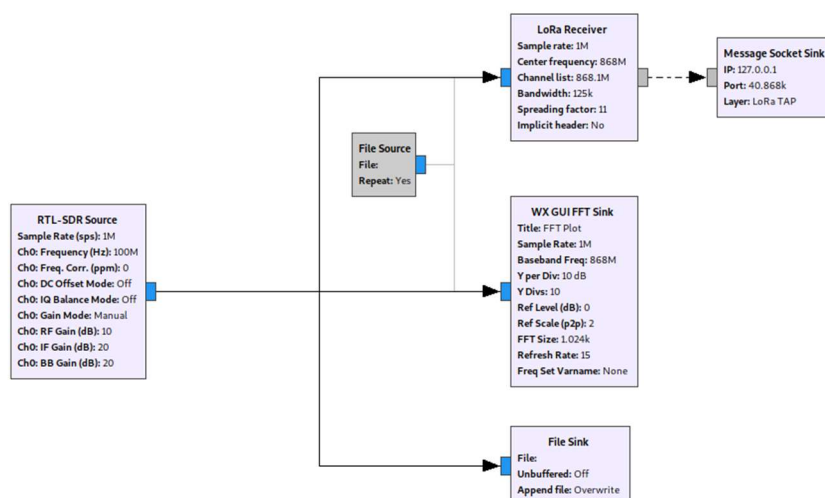 LoRa Receiver
Sample rate: 1M
Center frequency: 868M
Channel list: 868.1M
Bandwidth: 125k
Spreading factor: 11
Implicit header: No
Message Socket Sink
IP: 127.0.0.1
Port: 40.868k
Layer: LoRa TAP
File Source
File:
Repeat: Yes
RTL-SDR Source
Sample Rate (sps): 1M
Ch0: Frequency (Hz): 100M
Ch0: Freq. Corr. (ppm): 0
Ch0: DC Offset Mode: Off
Ch0: IQ Balance Mode: Off
Ch0: Gain Mode: Manual
Ch0: RF Gain (dB): 10
Ch0: IF Gain (dB): 20
Ch0: BB Gain (dB): 20
WX GUI FFT Sink
Title: FFT Plot
Sample Rate: 1M
Baseband Freq: 868M
Y per Div: 10 dB
Y Divs: 10
Ref Level (dB): 0
Ref Scale (p2p): 2
FFT Size: 1.024k
Refresh Rate: 15
Freq Set Varname: None
File Sink
File:
Unbuffered: Off
Append file: Overwrite